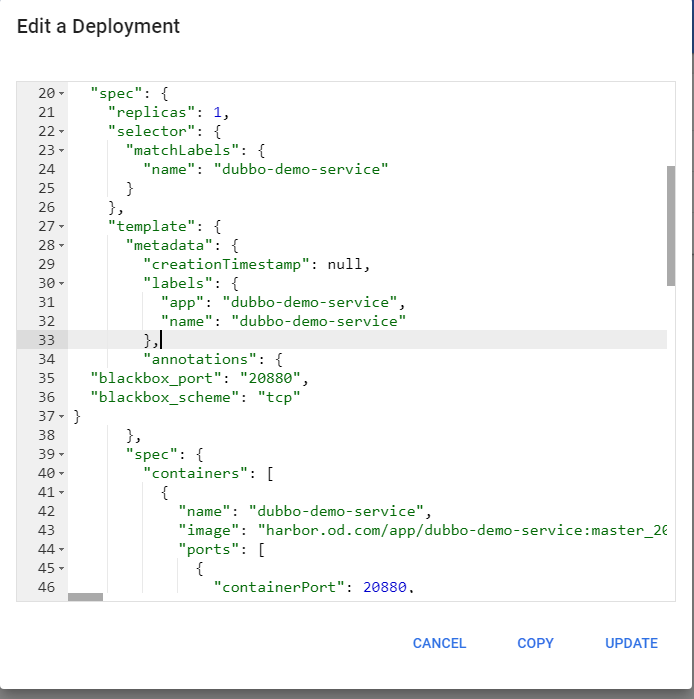 Edit a Deployment
20 "spec": {
21 "replicas": 1,
22 "selector": {
23 "matchLabels": {
24 "name": "dubbo-demo-service"
25 }
26 },
27 "template": {
28 "metadata": {
29 "creationTimestamp": null,
30 "labels": {
31 "app": "dubbo-demo-service",
32 "name": "dubbo-demo-service"
33 },
34 "annotations": {
35 "blackbox_port": "20880",
36 "blackbox_scheme": "tcp"
37 }
38 },
39 "spec": {
40 "containers": [
41 {
42 "name": "dubbo-demo-service",
43 "image": "harbor.od.com/app/dubbo-demo-service:master_20
44 "ports": [
45 {
46 "containerPort": 20880,
CANCEL COPY UPDATE